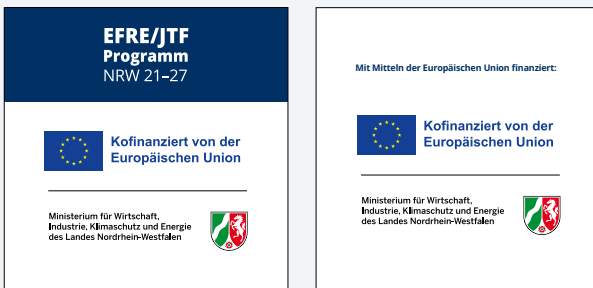 EFRE/JTF
Programm
NRW 21–27
Kofinanziert von der
Europäischen Union
Ministerium für Wirtschaft,
Industrie, Klimaschutz und Energie
des Landes Nordrhein-Westfalen
Mit Mitteln der Europäischen Union finanziert:
Kofinanziert von der
Europäischen Union
Ministerium für Wirtschaft,
Industrie, Klimaschutz und Energie
des Landes Nordrhein-Westfalen